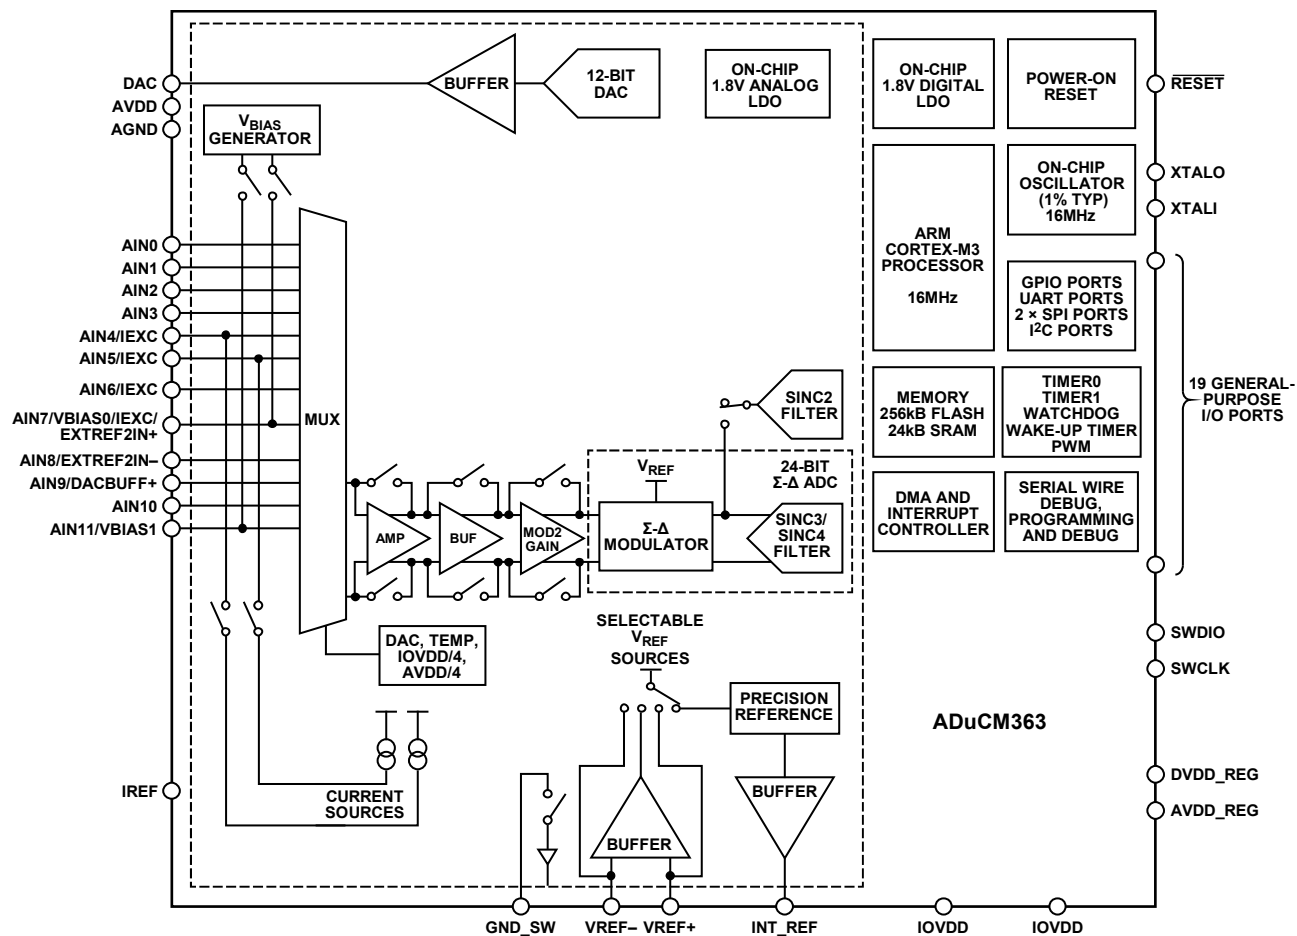 DAC
AVDD
AGND
VBIAS
GENERATOR
BUFFER
12-BIT
DAC
ON-CHIP
1.8V ANALOG
LDO
ON-CHIP
1.8V DIGITAL
LDO
POWER-ON
RESET
RESET
ARM
CORTEX-M3
PROCESSOR
16MHz
ON-CHIP
OSCILLATOR
(1% TYP)
16MHz
XTALO
XTALI
GPIO PORTS
UART PORTS
2 × SPI PORTS
I2C PORTS
AIN0
AIN1
AIN2
AIN3
AIN4/IEXC
AIN5/IEXC
AIN6/IEXC
AIN7/VBIAS0/IEXC/
EXTREF2IN+
AIN8/EXTREF2IN–
AIN9/DACBUFF+
AIN10
AIN11/VBIAS1
MUX
SINC2
FILTER
MEMORY
256kB FLASH
24kB SRAM
TIMER0
TIMER1
WATCHDOG
WAKE-UP TIMER
PWM
19 GENERAL-
PURPOSE
I/O PORTS
AMP
BUF
MOD2
GAIN
VREF
24-BIT
Σ-Δ ADC
Σ-Δ
MODULATOR
SINC3/
SINC4
FILTER
DMA AND
INTERRUPT
CONTROLLER
SERIAL WIRE
DEBUG,
PROGRAMMING
AND DEBUG
DAC, TEMP,
IOVDD/4,
AVDD/4
SELECTABLE
VREF
SOURCES
PRECISION
REFERENCE
SWDIO
SWCLK
ADuCM363
IREF
CURRENT
SOURCES
BUFFER
BUFFER
DVDD_REG
AVDD_REG
GND_SW
VREF–
VREF+
INT_REF
IOVDD
IOVDD